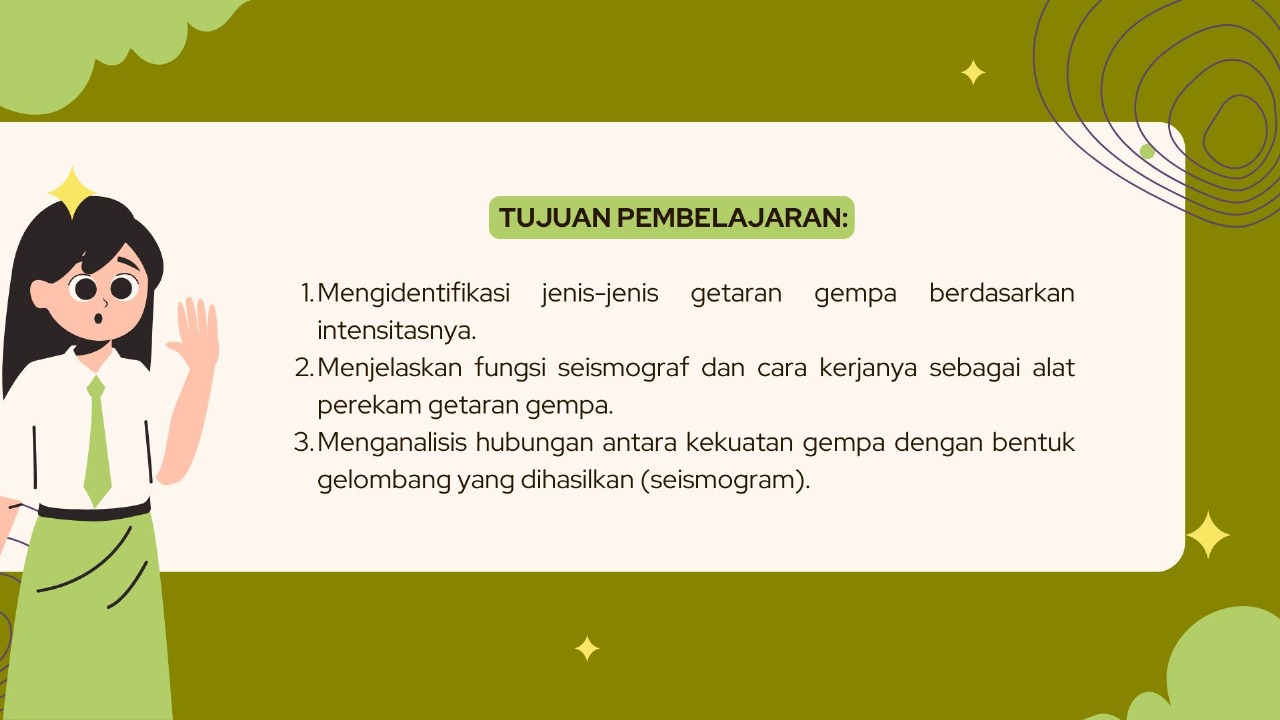 TUJUAN PEMBELAJARAN:
1. Mengidentifikasi jenis-jenis getaran gempa berdasarkan
intensitasnya.
2. Menjelaskan fungsi seismograf dan cara kerjanya sebagai alat
perekam getaran gempa.
3. Menganalisis hubungan antara kekuatan gempa dengan bentuk
gelombang yang dihasilkan (seismogram).